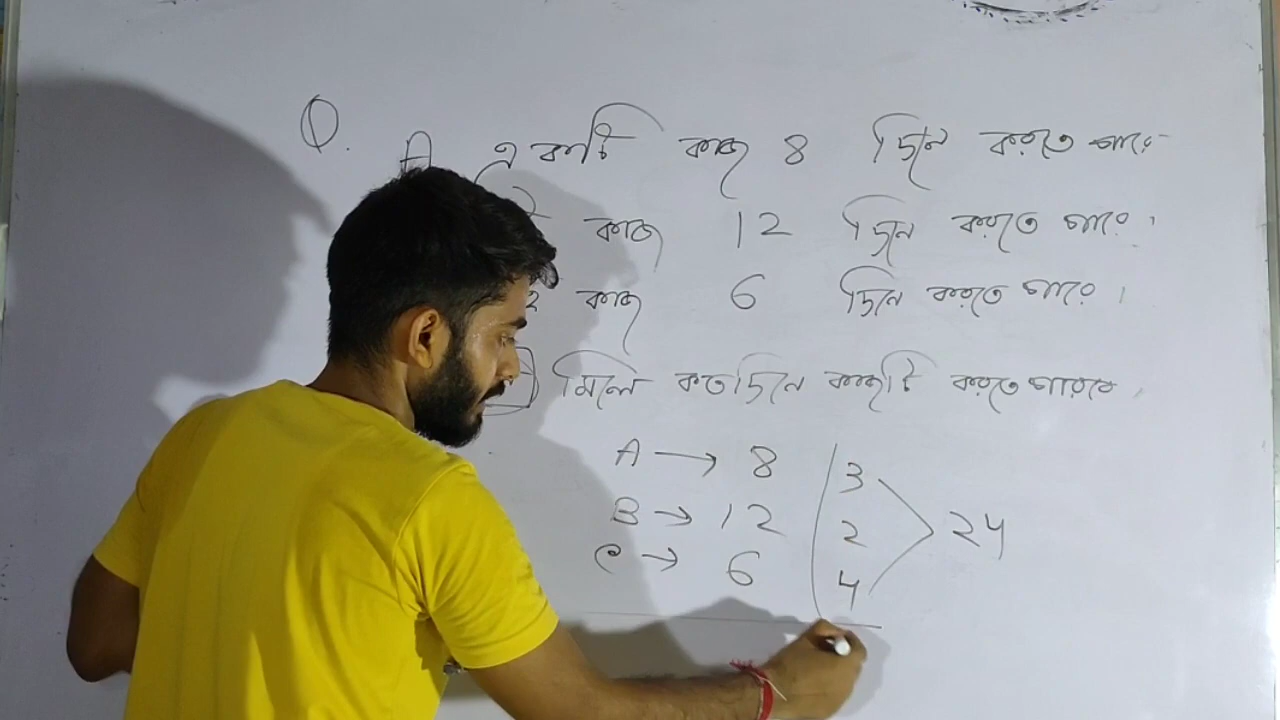 Q. A একটি কাজ 8 দিনে করতে পারে
কাজ 12 দিনে করতে পারে।
কাজ 6 দিনে করতে পারে।
মিলে কতদিনে কাজটি করতে পারবে।
A → 8 3
B → 12 2 24
C → 6 4